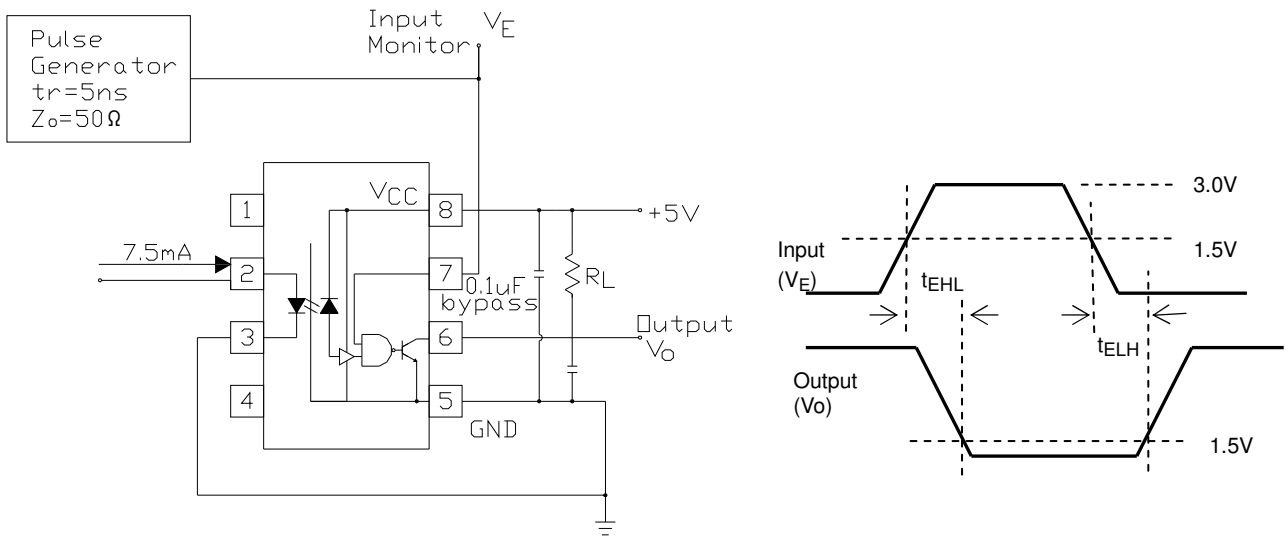 Pulse
Generator
tr=5ns
Zo=50Ω
Input
Monitor
VE
VCC
1
2
3
4
8
7
6
5
7.5mA
+5V
0.1uF
bypass
RL
Output
Vo
GND
3.0V
1.5V
Input
(VE)
tEHL
tELH
Output
(Vo)
1.5V